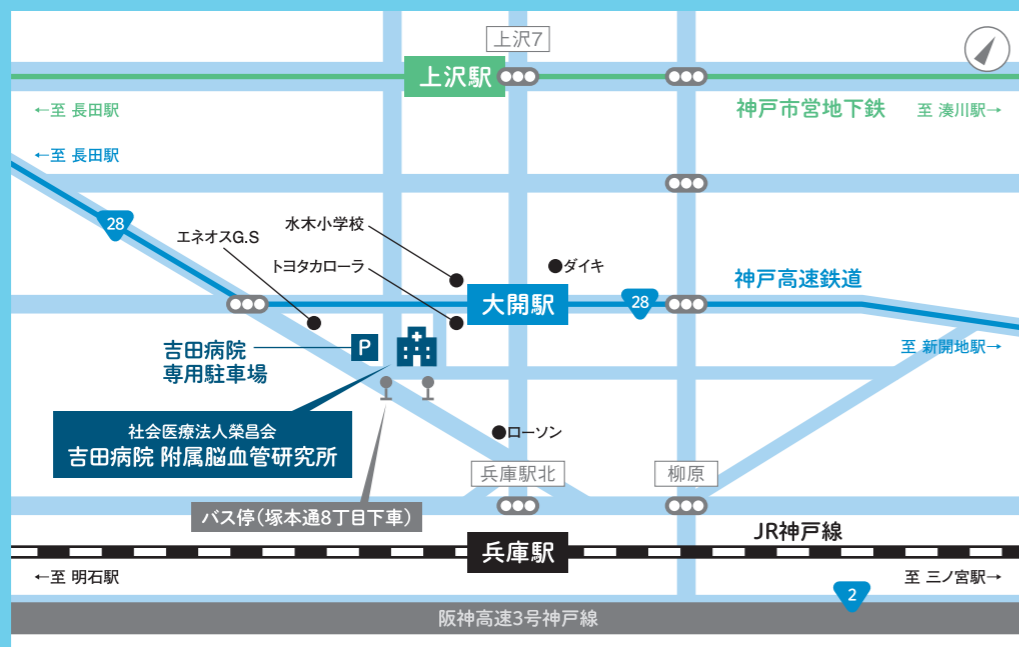 上沢7
上沢駅
←至 長田駅
神戸市営地下鉄
至 湊川駅→
←至 長田駅
28
水木小学校
エネオスG.S
トヨタカローラ
ダイキ
神戸高速鉄道
大開駅
28
P
吉田病院
専用駐車場
至 新開地駅→
社会医療法人榮昌会
吉田病院 附属脳血管研究所
ローソン
兵庫駅北
柳原
バス停(塚本通8丁目下車)
JR神戸線
兵庫駅
←至 明石駅
至 三ノ宮駅→
2
阪神高速3号神戸線